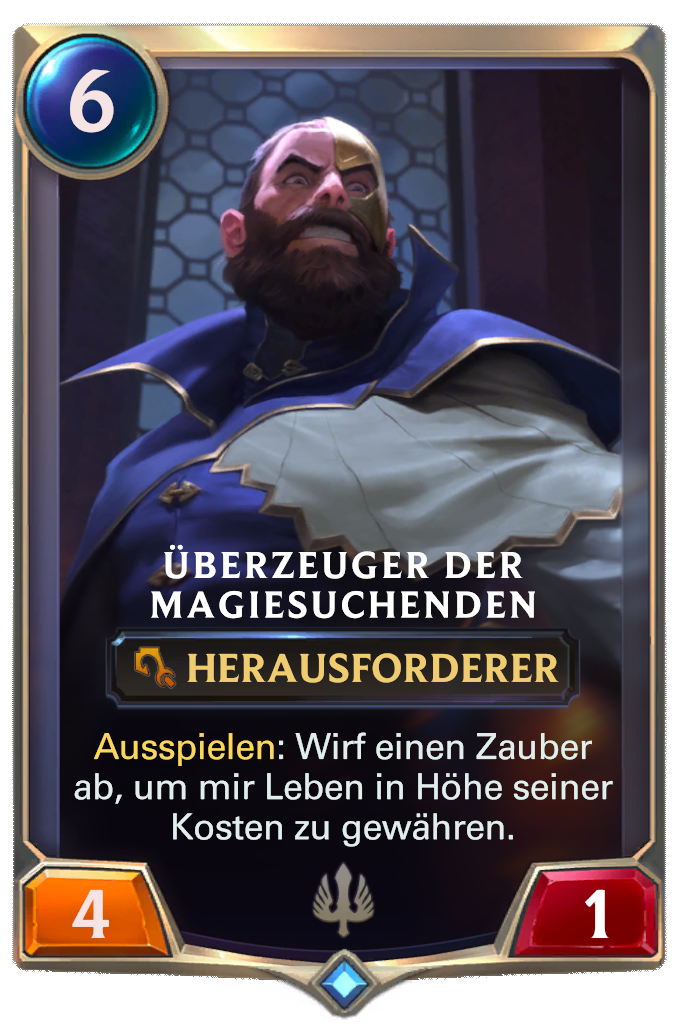 6
ÜBERZEUGER DER
MAGIESUCHENDEN
HERAUSFORDERER
Ausspielen: Wirf einen Zauber
ab, um mir Leben in Höhe seiner
Kosten zu gewähren.
4
1